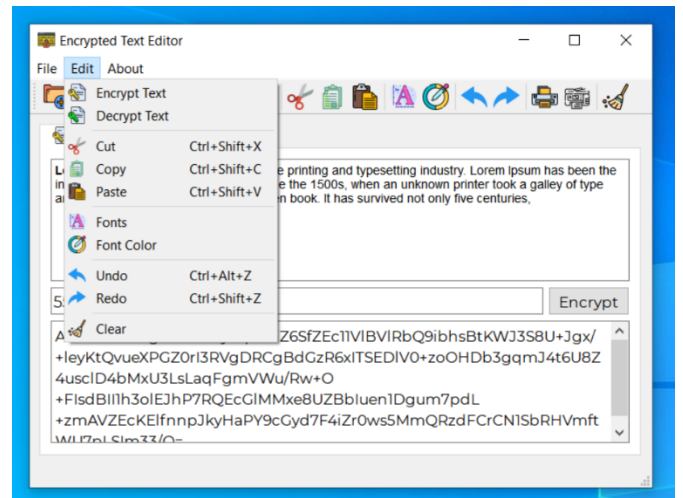 Encrypted Text Editor
File Edit About
Encrypt Text
Decrypt Text
Cut Ctrl+Shift+X
Copy Ctrl+Shift+C
Paste Ctrl+Shift+V
Fonts
Font Color
Undo Ctrl+Alt+Z
Redo Ctrl+Shift+Z
Clear
printing and typesetting industry. Lorem Ipsum has been the
the 1500s, when an unknown printer took a galley of type
book. It has survived not only five centuries,
Encrypt
Z6SfZEc11VlBVlRbQ9ibhsBtKWJ3S8U+Jgx/
+leyKtQvueXPGZ0rI3RVgDRCgBdGzR6xITSEDlV0+zoOHDb3gqmJ4t6U8Z
4usclD4bMxU3LsLaqFgmVWu/Rw+O
+FIsdBII1h3olEJhP7RQEcGlMMxe8UZBbluen1Dgum7pdL
+zmAVZEcKElfnnpJkyHaPY9cGyd7F4iZr0ws5MmQRzdFCrCN1SbRHVmft